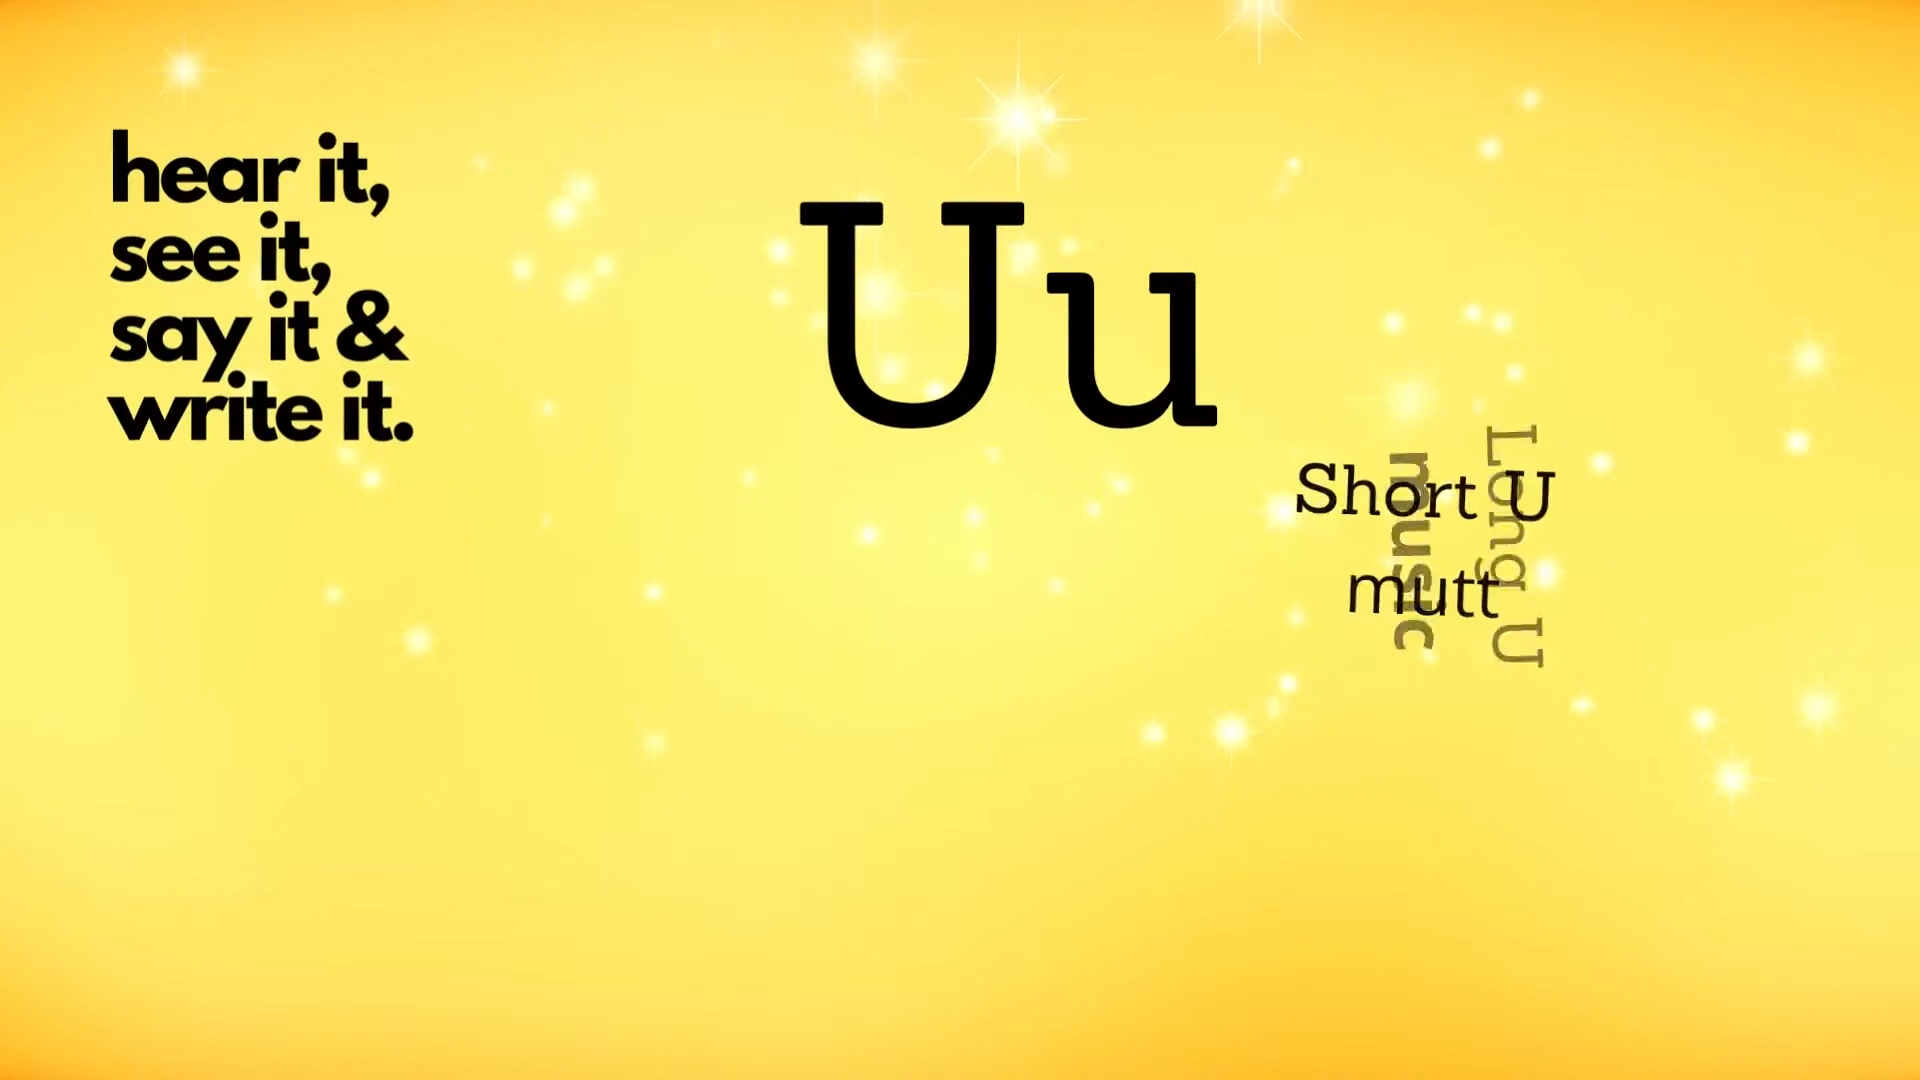 hear it,
see it,
say it &
write it.
Uu
Short U
mutt
Long U
music